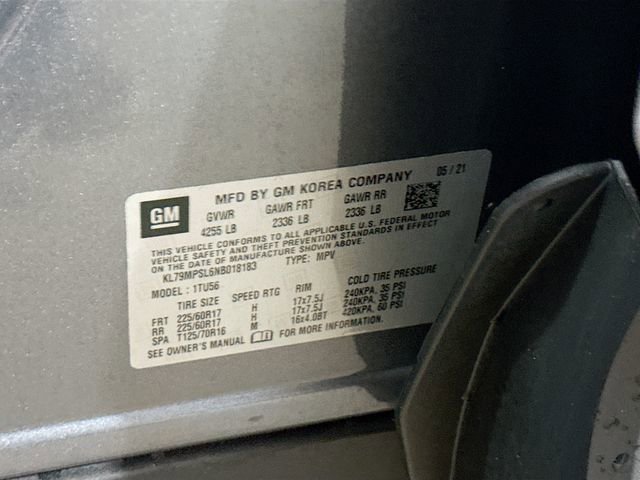 GM
MFD BY GM KOREA COMPANY 05 / 21
GVWR GAWR FRT GAWR RR
4255 LB 2336 LB 2336 LB
THIS VEHICLE CONFORMS TO ALL APPLICABLE U.S. FEDERAL MOTOR
VEHICLE SAFETY AND THEFT PREVENTION STANDARDS IN EFFECT
ON THE DATE OF MANUFACTURE SHOWN ABOVE.
KL79MPSL6NB018183 TYPE: MPV
MODEL : 1TU56
TIRE SIZE SPEED RTG RIM COLD TIRE PRESSURE
FRT 225/60R17 H 17x7.5J 240KPA, 35 PSI
RR 225/60R17 H 17x7.5J 240KPA, 35 PSI
SPA T125/70R16 M 16x4.0BT 420KPA, 60 PSI
SEE OWNER'S MANUAL FOR MORE INFORMATION.